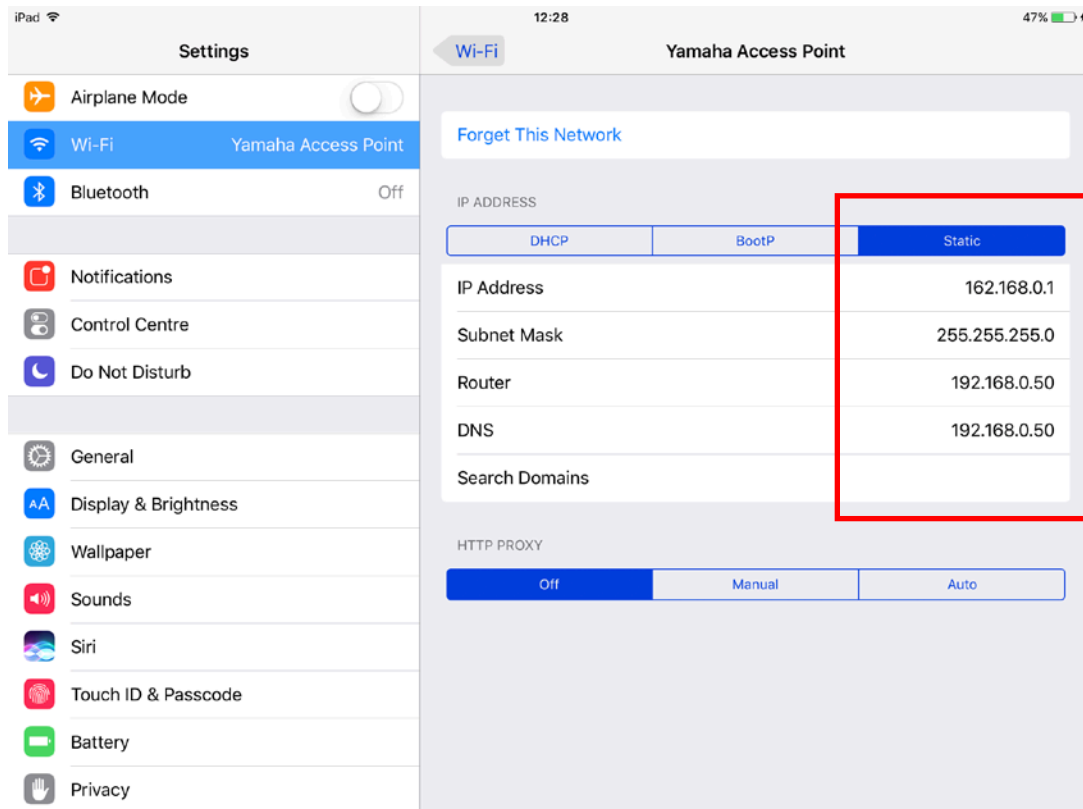 iPad 12:28 47%
Settings
Airplane Mode
Wi-Fi Yamaha Access Point
Bluetooth Off
Notifications
Control Centre
Do Not Disturb
General
AA Display & Brightness
Wallpaper
Sounds
Siri
Touch ID & Passcode
Battery
Privacy
Wi-Fi Yamaha Access Point
Forget This Network
IP ADDRESS
DHCP BootP Static
IP Address 162.168.0.1
Subnet Mask 255.255.255.0
Router 192.168.0.50
DNS 192.168.0.50
Search Domains
HTTP PROXY
Off Manual Auto